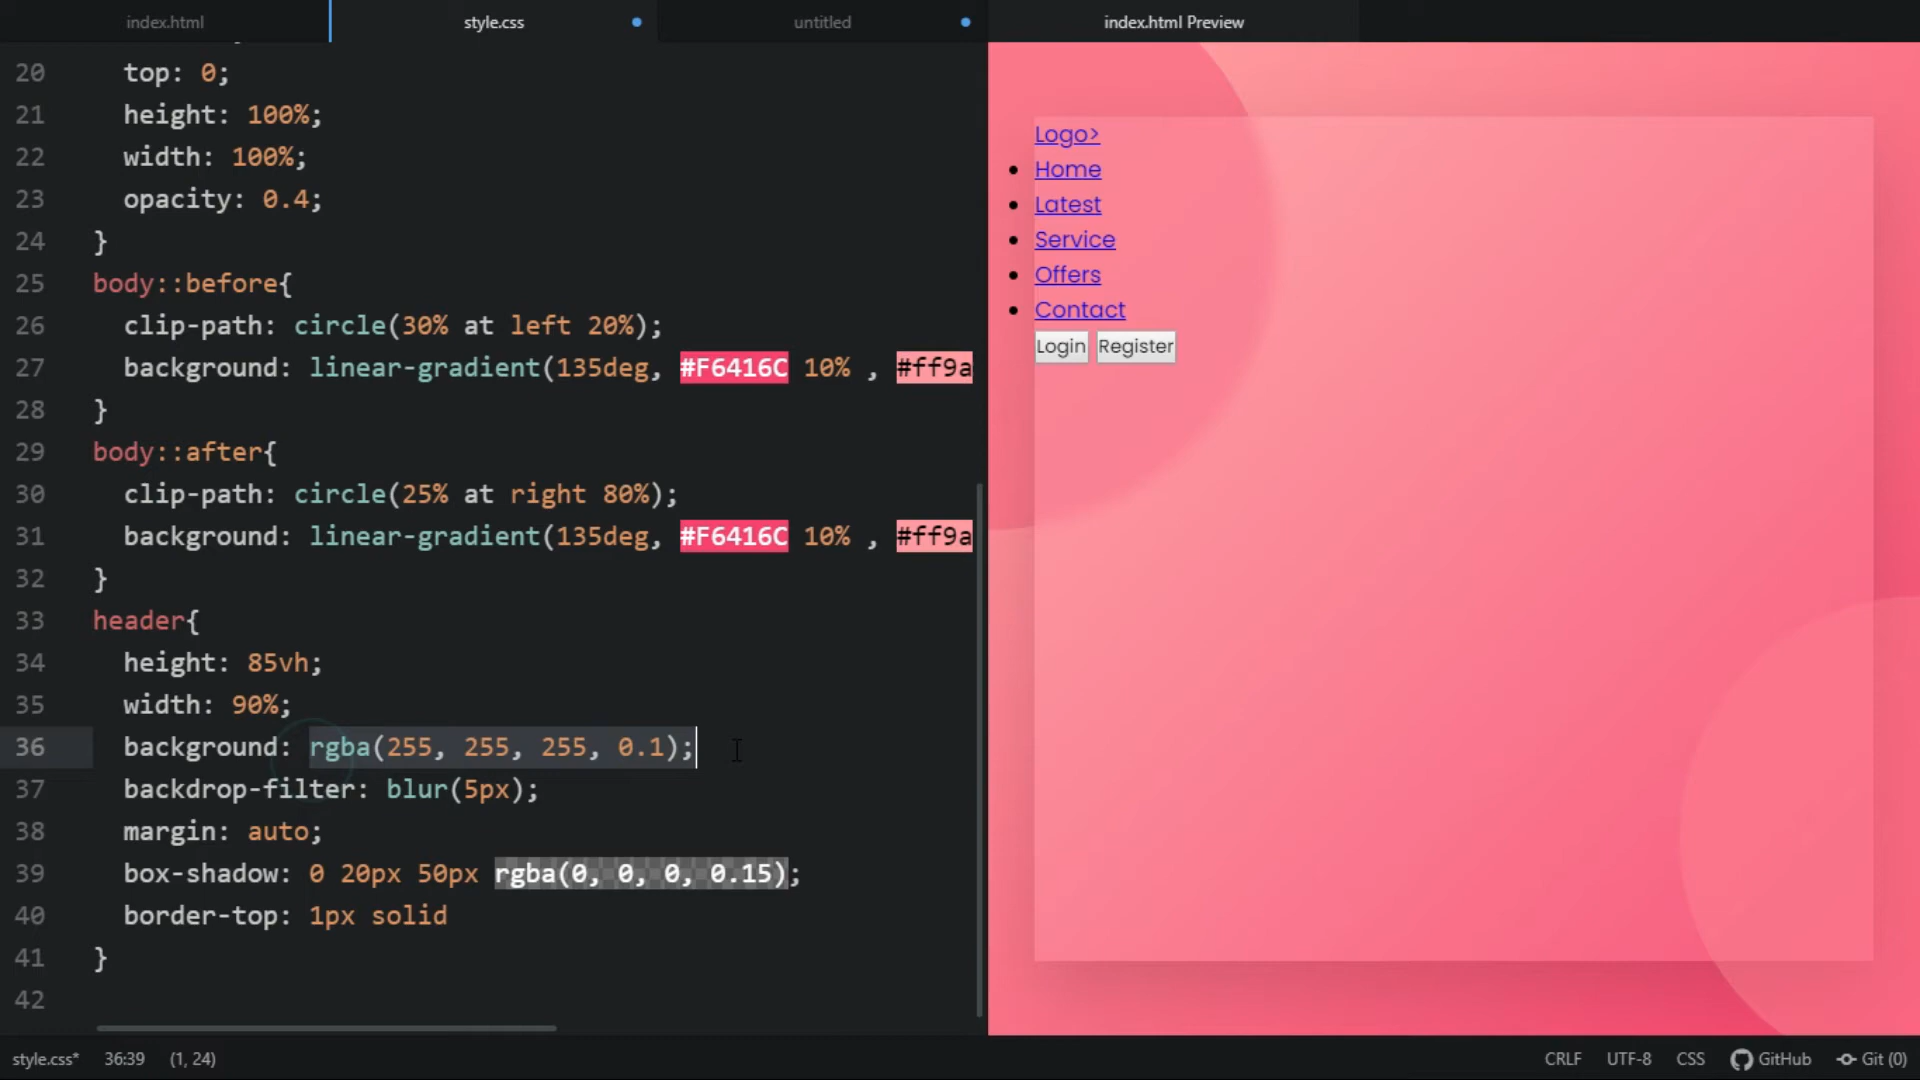 index.html
style.css
untitled
index.html Preview
20 top: 0;
21 height: 100%;
22 width: 100%;
23 opacity: 0.4;
24 }
25 body::before{
26 clip-path: circle(30% at left 20%);
27 background: linear-gradient(135deg, #F6416C 10% , #ff9a
28 }
29 body::after{
30 clip-path: circle(25% at right 80%);
31 background: linear-gradient(135deg, #F6416C 10% , #ff9a
32 }
33 header{
34 height: 85vh;
35 width: 90%;
36 background: rgba(255, 255, 255, 0.1);
37 backdrop-filter: blur(5px);
38 margin: auto;
39 box-shadow: 0 20px 50px rgba(0, 0, 0, 0.15);
40 border-top: 1px solid
41 }
42
Logo>
Home
Latest
Service
Offers
Contact
Login Register
style.css* 36:39 (1, 24) CRLF UTF-8 CSS GitHub Git (0)